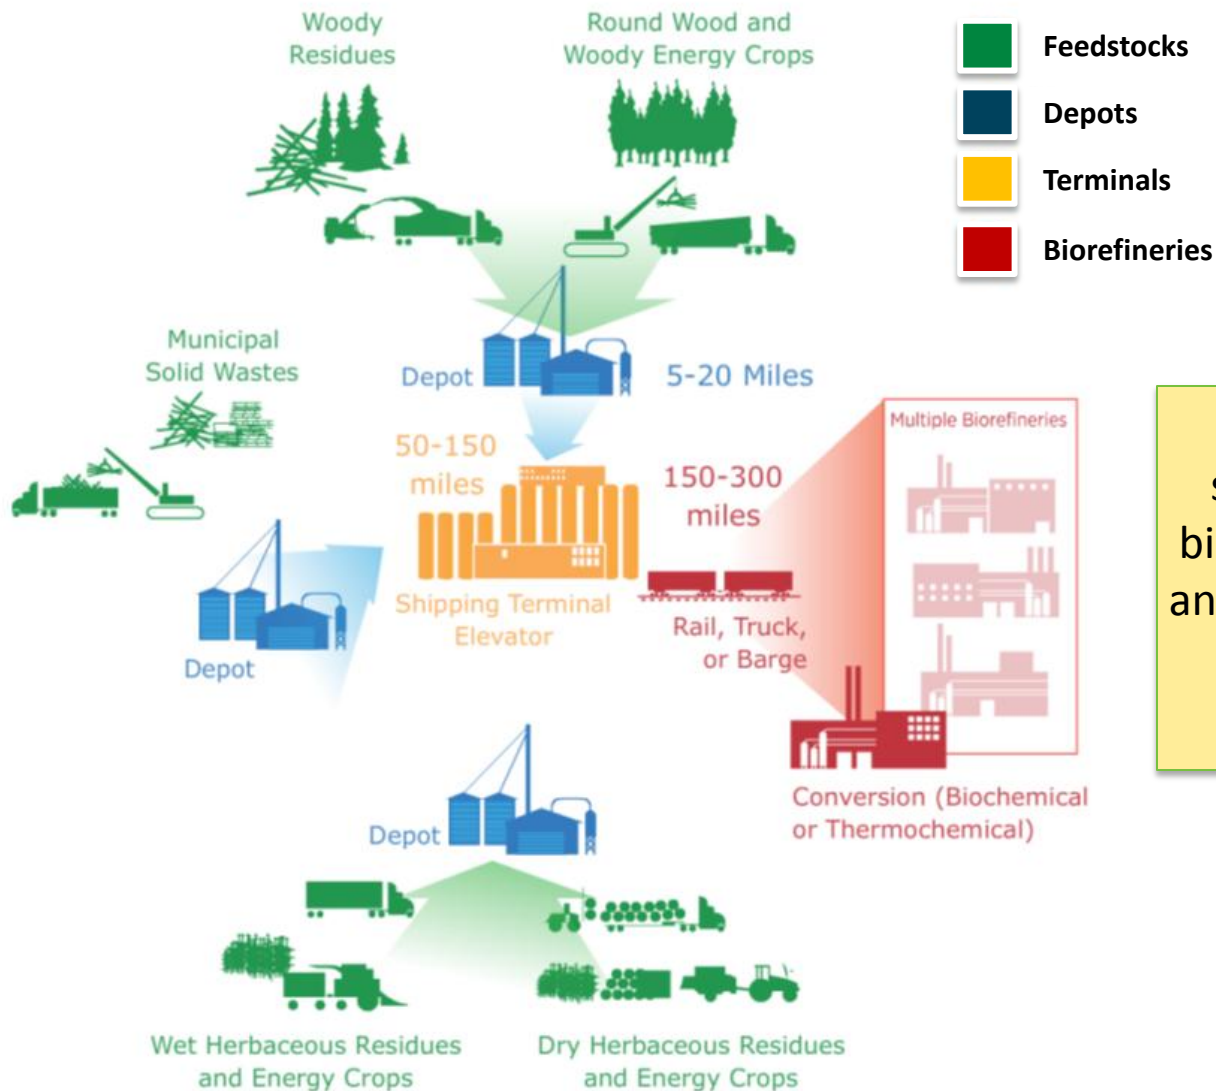 Woody
Residues
Round Wood and
Woody Energy Crops
Feedstocks
Depots
Terminals
Biorefineries
Municipal
Solid Wastes
Depot
5-20 Miles
50-150
miles
Shipping Terminal
Elevator
150-300
miles
Rail, Truck,
or Barge
Multiple Biorefineries
Conversion (Biochemical
or Thermochemical)
Depot
Depot
Wet Herbaceous Residues
and Energy Crops
Dry Herbaceous Residues
and Energy Crops